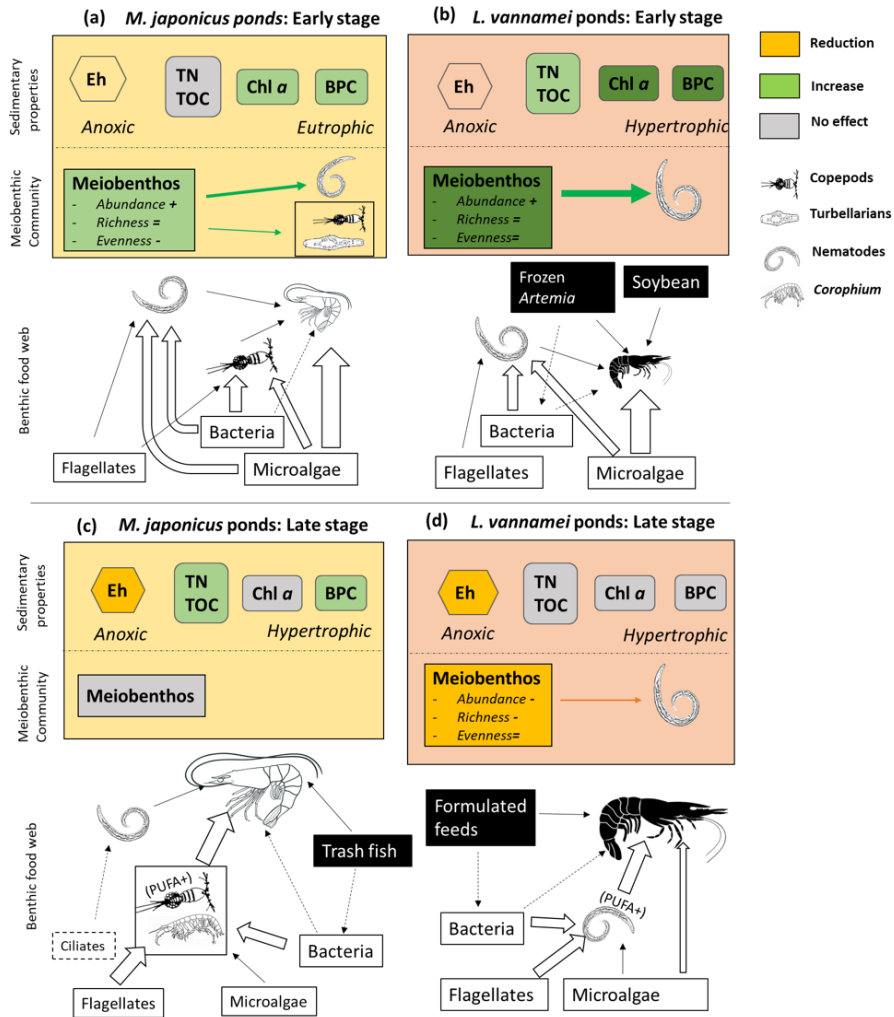 (a) M. japonicus ponds: Early stage
Sedimentary properties
Eh
TN
TOC
Chl a
BPC
Anoxic
Eutrophic
Meiobenthic Community
Meiobenthos
- Abundance +
- Richness =
- Evenness -
Benthic food web
Bacteria
Flagellates
Microalgae
(b) L. vannamei ponds: Early stage
Eh
TN
TOC
Chl a
BPC
Anoxic
Hypertrophic
Meiobenthos
- Abundance +
- Richness =
- Evenness=
Frozen
Artemia
Soybean
Bacteria
Flagellates
Microalgae
Reduction
Increase
No effect
Copepods
Turbellarians
Nematodes
Corophium
(c) M. japonicus ponds: Late stage
Sedimentary properties
Eh
TN
TOC
Chl a
BPC
Anoxic
Hypertrophic
Meiobenthic Community
Meiobenthos
Benthic food web
Trash fish
(PUFA+)
Ciliates
Bacteria
Flagellates
Microalgae
(d) L. vannamei ponds: Late stage
Eh
TN
TOC
Chl a
BPC
Anoxic
Hypertrophic
Meiobenthos
- Abundance -
- Richness -
- Evenness=
Formulated
feeds
(PUFA+)
Bacteria
Flagellates
Microalgae